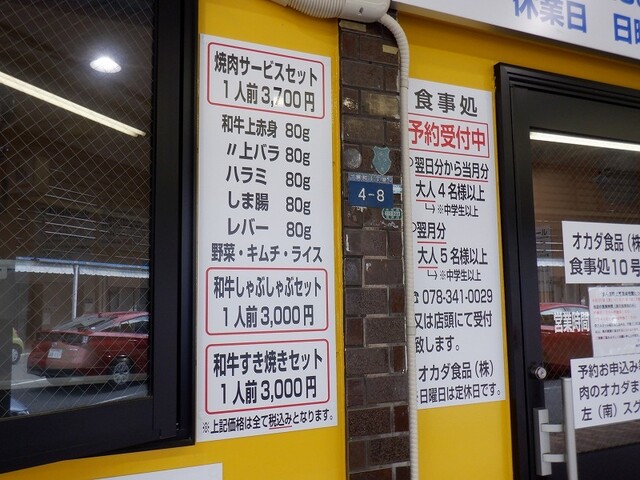 休業日 日曜
焼肉サービスセット
1人前3,700円
和牛上赤身 80g
〃上バラ 80g
ハラミ 80g
しま腸 80g
レバー 80g
野菜・キムチ・ライス
和牛しゃぶしゃぶセット
1人前3,000円
和牛すき焼きセット
1人前3,000円
※上記価格は全て税込みとなります。
4-8
食事処
予約受付中
○翌日分から当月分
大人4名様以上
※中学生以上
○翌月分
大人5名様以上
※中学生以上
☎078-341-0029
又は店頭にて受付
致します。
オカダ食品(株)
※日曜日は定休日です。
オカダ食品(株
食事処10号
営業時間
予約お申込み
肉のオカダま
左(南)スグ